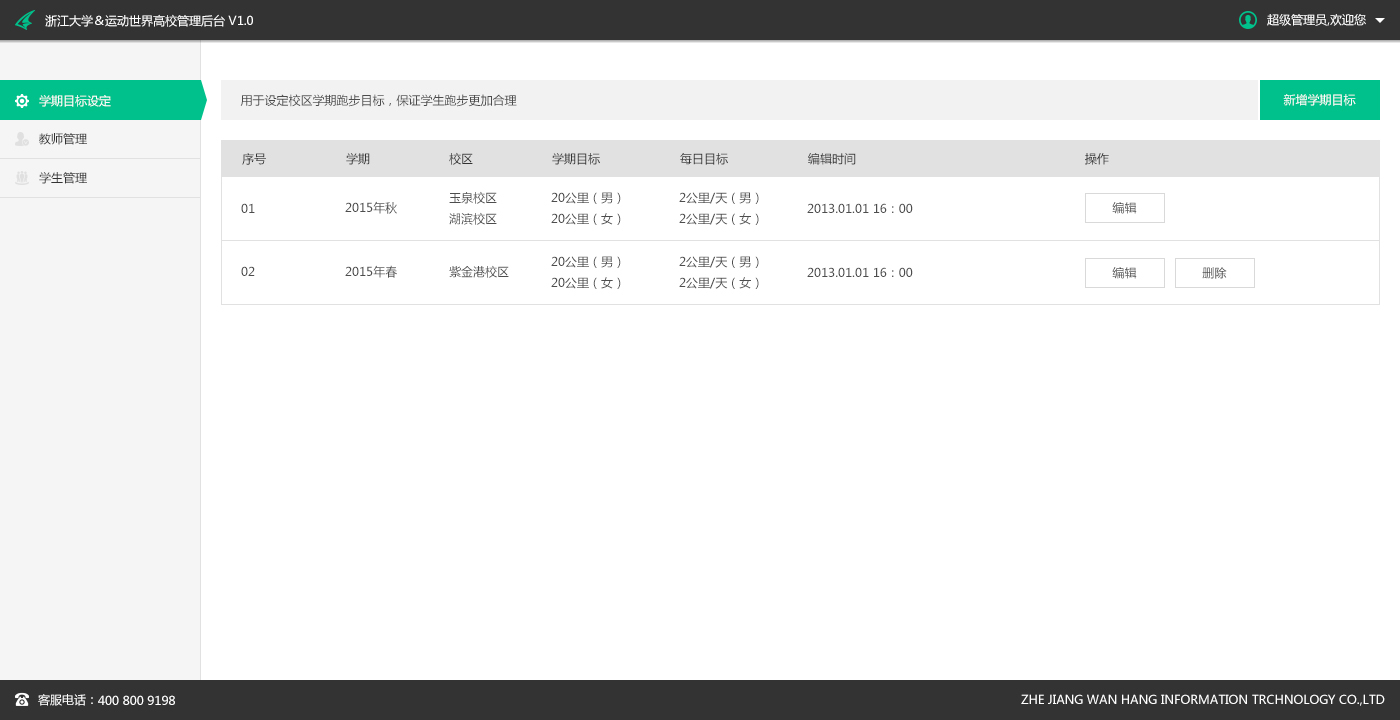 浙江大学&运动世界高校管理后台 V1.0
超级管理员,欢迎您
学期目标设定
教师管理
学生管理
用于设定校区学期跑步目标，保证学生跑步更加合理
新增学期目标
序号 学期 校区 学期目标 每日目标 编辑时间 操作
01 2015年秋 玉泉校区 20公里（男） 2公里/天（男） 2013.01.01 16：00 编辑
湖滨校区 20公里（女） 2公里/天（女）
02 2015年春 紫金港校区 20公里（男） 2公里/天（男） 2013.01.01 16：00 编辑 删除
20公里（女） 2公里/天（女）
客服电话：400 800 9198
ZHE JIANG WAN HANG INFORMATION TRCHNOLOGY CO.,LTD